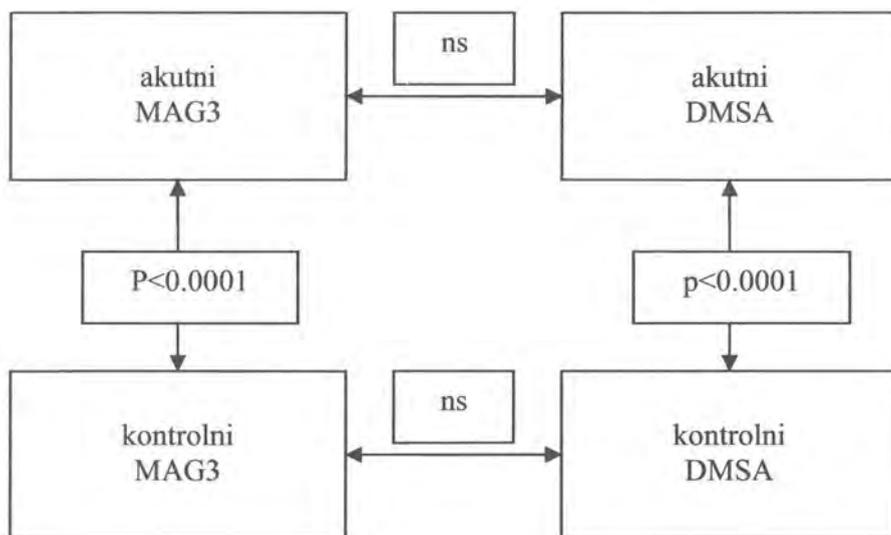 akutni
MAG3
ns
akutni
DMSA
P<0.0001
p<0.0001
kontrolni
MAG3
ns
kontrolni
DMSA